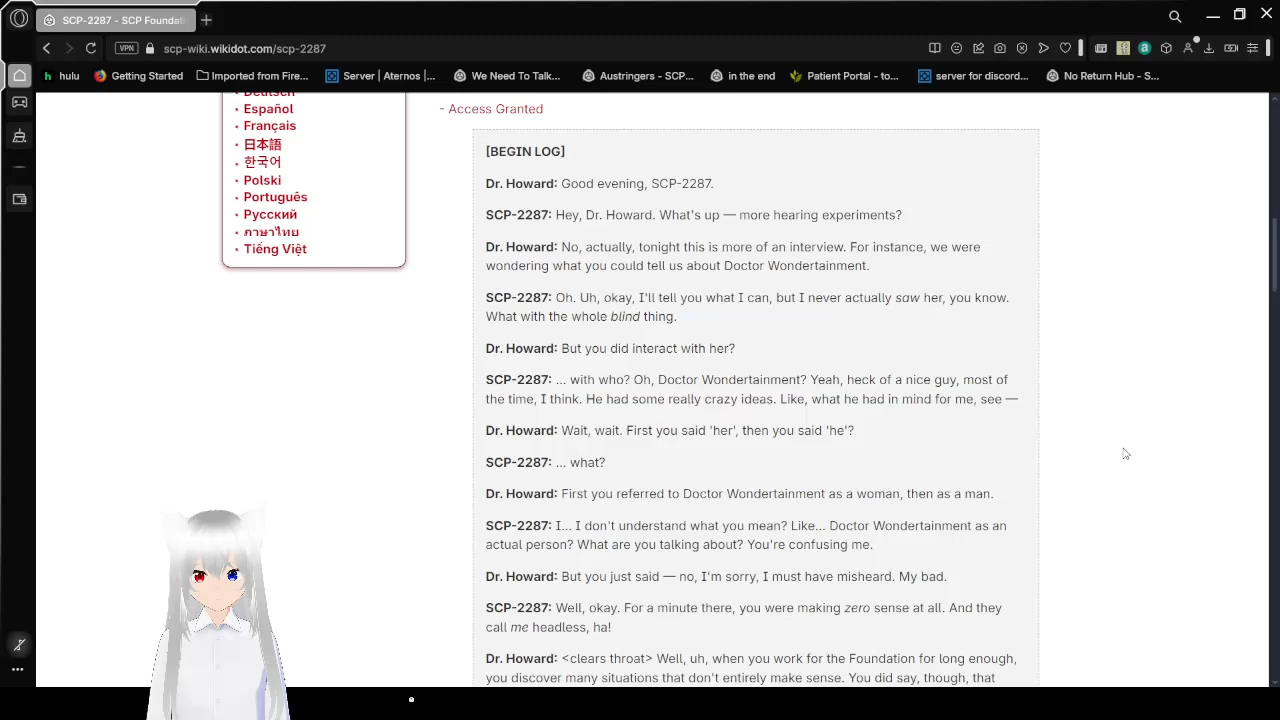 SCP-2287 - SCP Foundat
VPN
scp-wiki.wikidot.com/scp-2287
hulu
Getting Started
Imported from Fire...
Server | Aternos |...
We Need To Talk...
Austringers - SCP...
in the end
Patient Portal - to...
server for discord...
No Return Hub - S...
Deutsch
Español
Français
日本語
한국어
Polski
Português
Русский
ภาษาไทย
Tiếng Việt
- Access Granted
[BEGIN LOG]
Dr. Howard: Good evening, SCP-2287.
SCP-2287: Hey, Dr. Howard. What's up — more hearing experiments?
Dr. Howard: No, actually, tonight this is more of an interview. For instance, we were
wondering what you could tell us about Doctor Wondertainment.
SCP-2287: Oh. Uh, okay, I'll tell you what I can, but I never actually saw her, you know.
What with the whole blind thing.
Dr. Howard: But you did interact with her?
SCP-2287: ... with who? Oh, Doctor Wondertainment? Yeah, heck of a nice guy, most of
the time, I think. He had some really crazy ideas. Like, what he had in mind for me, see —
Dr. Howard: Wait, wait. First you said 'her', then you said 'he'?
SCP-2287: ... what?
Dr. Howard: First you referred to Doctor Wondertainment as a woman, then as a man.
SCP-2287: I... I don't understand what you mean? Like... Doctor Wondertainment as an
actual person? What are you talking about? You're confusing me.
Dr. Howard: But you just said — no, I'm sorry, I must have misheard. My bad.
SCP-2287: Well, okay. For a minute there, you were making zero sense at all. And they
call me headless, ha!
Dr. Howard: <clears throat> Well, uh, when you work for the Foundation for long enough,
you discover many situations that don't entirely make sense. You did say, though, that